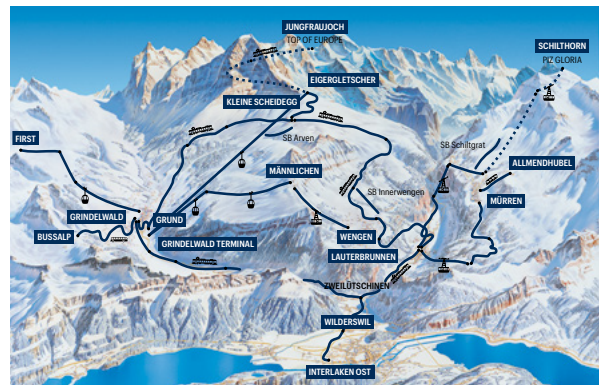 JUNGFRAUJOCH
TOP OF EUROPE
SCHILTHORN
PIZ GLORIA
EIGERGLETSCHER
KLEINE SCHEIDEGG
FIRST
SB Arven
SB Schiltgrat
ALLMENDHUBEL
MÄNNLICHEN
SB Innerwengen
MÜRREN
GRINDELWALD
GRUND
BUSSALP
WENGEN
GRINDELWALD TERMINAL
LAUTERBRUNNEN
ZWEILÜTSCHINEN
WILDERSWIL
INTERLAKEN OST